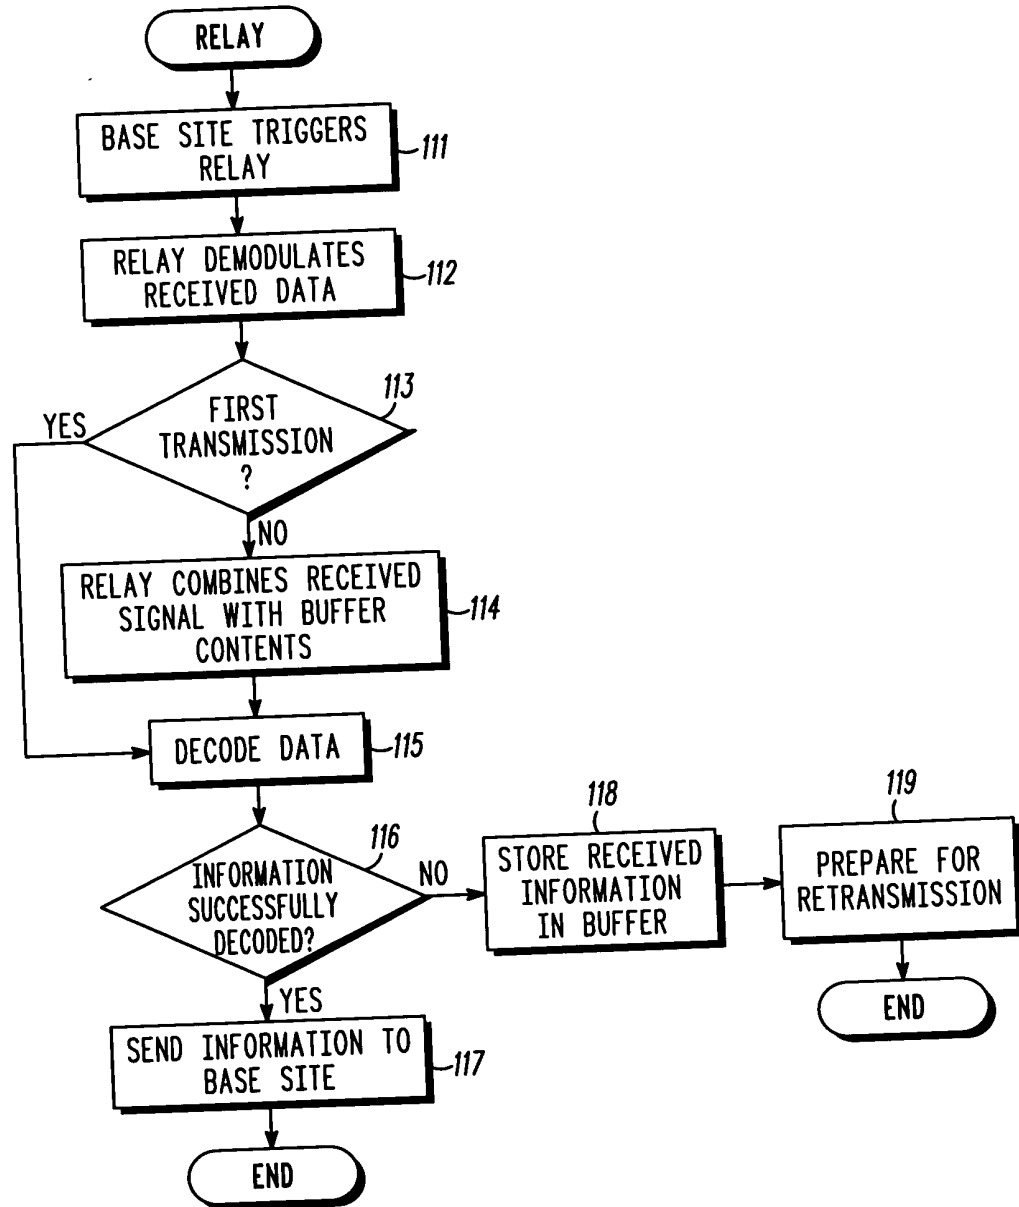 RELAY
BASE SITE TRIGGERS
RELAY
111
RELAY DEMODULATES
RECEIVED DATA
112
113
FIRST
TRANSMISSION
?
YES
NO
RELAY COMBINES RECEIVED
SIGNAL WITH BUFFER
CONTENTS
114
DECODE DATA
115
116
INFORMATION
SUCCESSFULLY
DECODED?
NO
118
STORE RECEIVED
INFORMATION
IN BUFFER
119
PREPARE FOR
RETRANSMISSION
END
YES
SEND INFORMATION TO
BASE SITE
117
END